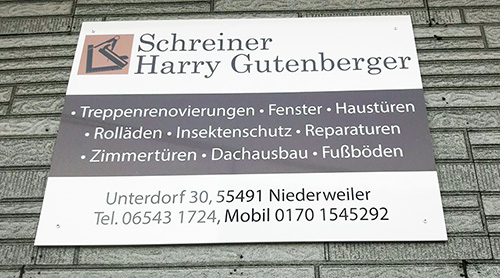 Schreiner
Harry Gutenberger
• Treppenrenovierungen • Fenster • Haustüren
• Rolläden • Insektenschutz • Reparaturen
• Zimmertüren • Dachausbau • Fußböden
Unterdorf 30, 55491 Niederweiler
Tel. 06543 1724, Mobil 0170 1545292